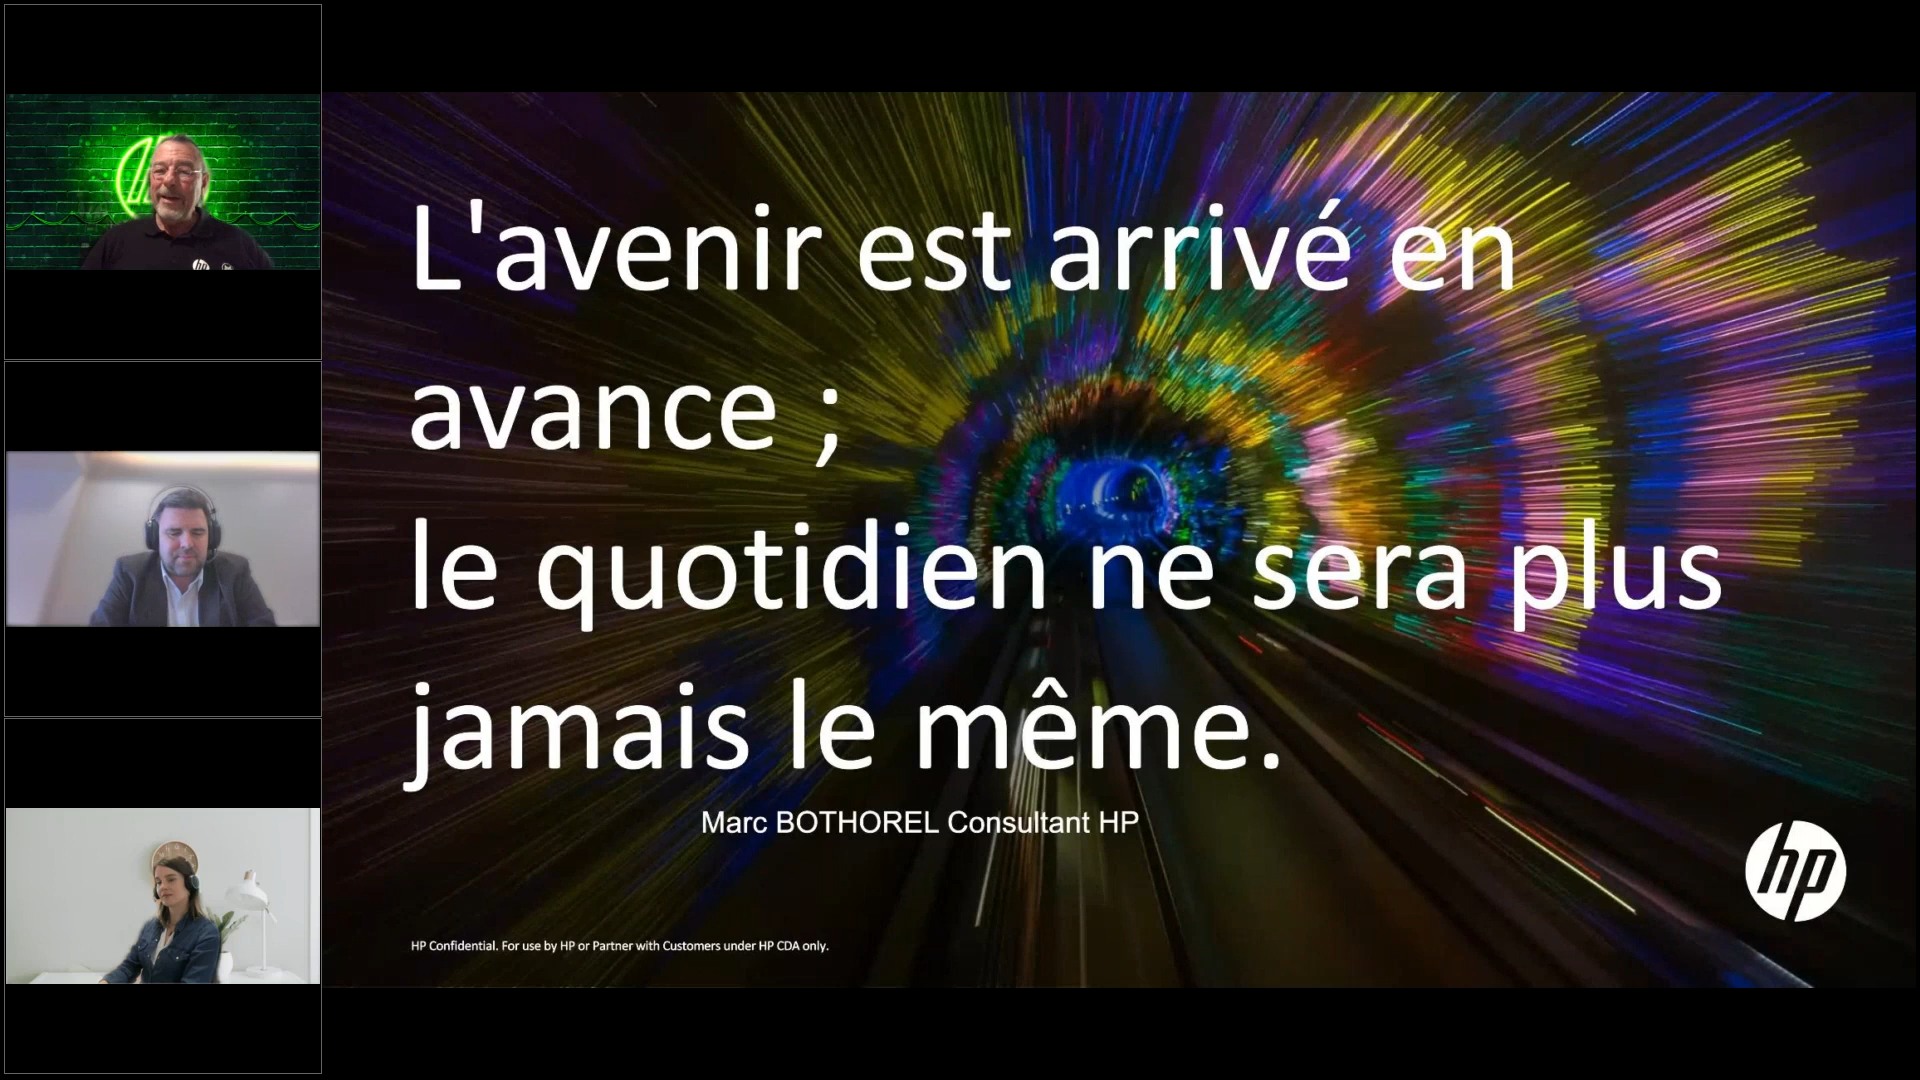 L'avenir est arrivé en
avance ;
le quotidien ne sera plus
jamais le même.
Marc BOTHOREL Consultant HP
hp
HP Confidential. For use by HP or Partner with Customers under HP CDA only.